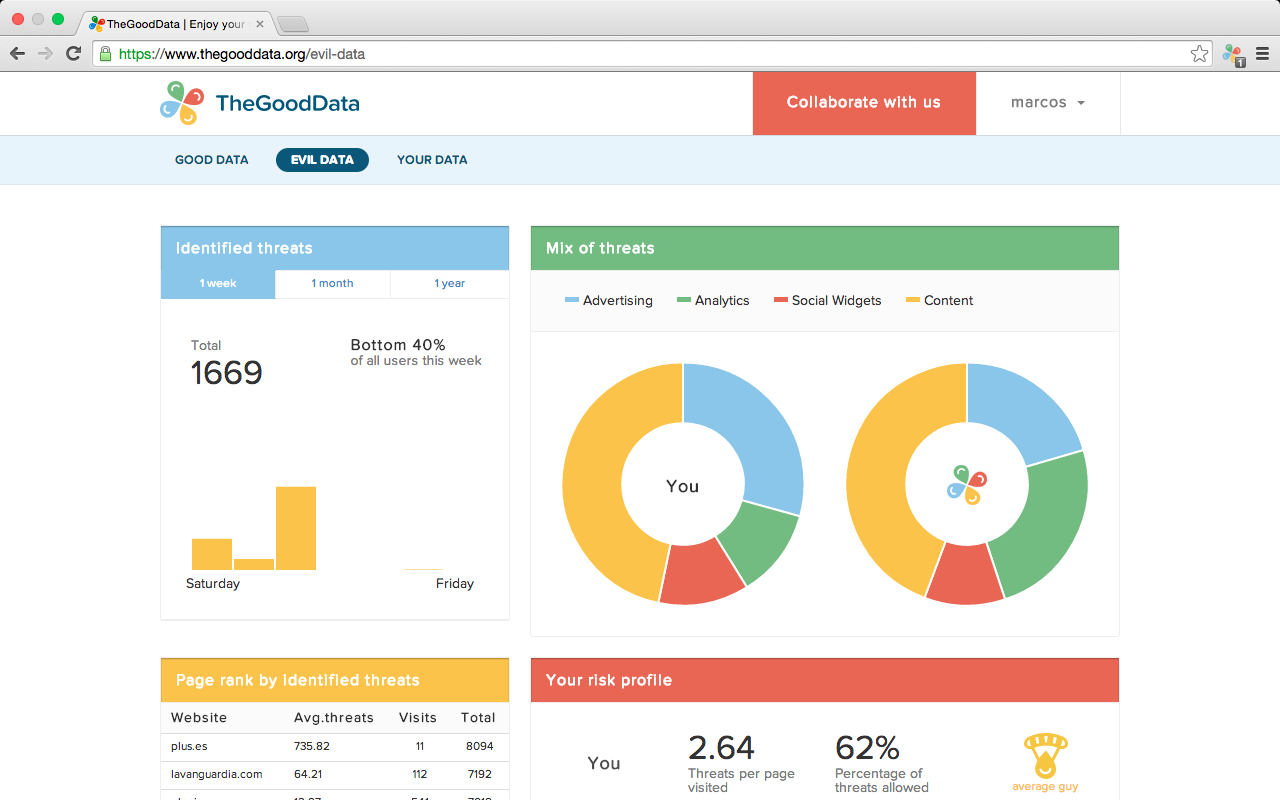 TheGoodData | Enjoy your
https://www.thegooddata.org/evil-data
1
TheGoodData
Collaborate with us
marcos
GOOD DATA
EVIL DATA
YOUR DATA
Identified threats
1 week
1 month
1 year
Total
1669
Bottom 40%
of all users this week
Saturday
Friday
Mix of threats
Advertising
Analytics
Social Widgets
Content
You
Page rank by identified threats
Website Avg.threats Visits Total
plus.es 735.82 11 8094
lavanguardia.com 64.21 112 7192
Your risk profile
You
2.64
Threats per page
visited
62%
Percentage of
threats allowed
average guy